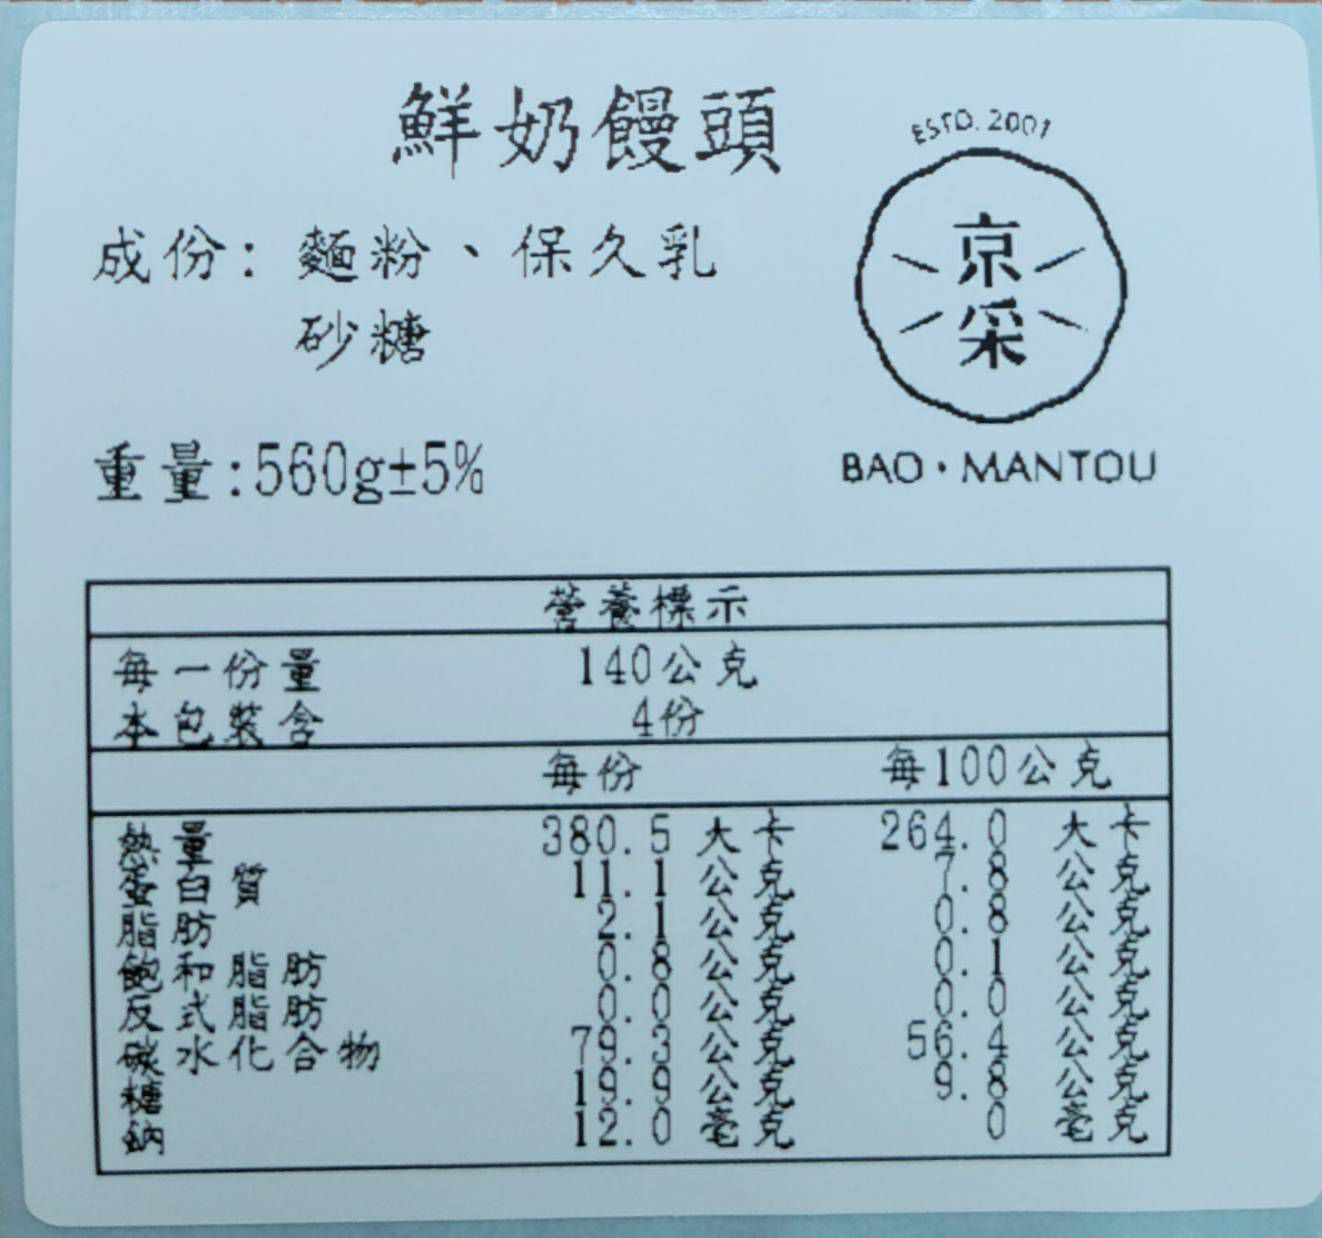 鮮奶饅頭
ESTD. 2001
成份：麵粉、保久乳
砂糖
京采
重量:560g±5%
BAO·MANTOU
營養標示
每一份量 140公克
本包裝含 4份
每份 每100公克
熱量 380.5 大卡 264.0 大卡
蛋白質 11.1 公克 7.8 公克
脂肪 2.1 公克 0.8 公克
飽和脂肪 0.8 公克 0.1 公克
反式脂肪 0.0 公克 0.0 公克
碳水化合物 79.3 公克 56.4 公克
糖 19.9 公克 9.8 公克
鈉 12.0 毫克 0 毫克